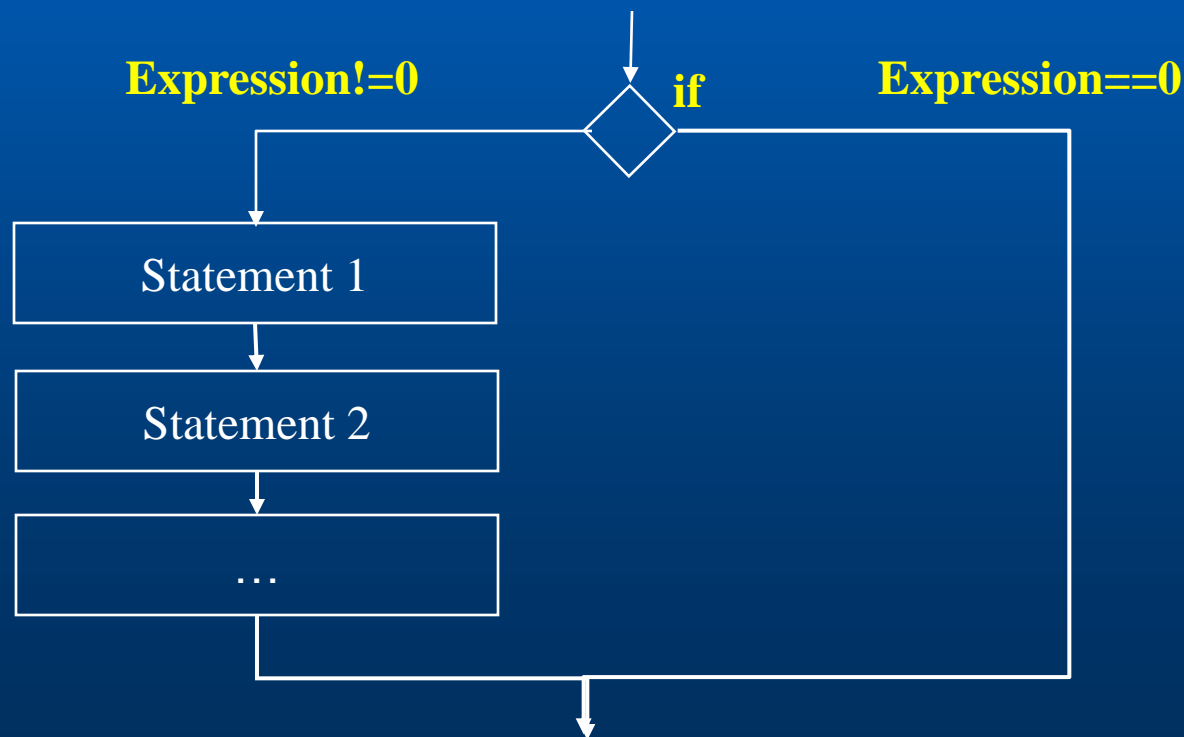 Expression!=0
if
Expression==0
Statement 1
Statement 2
…